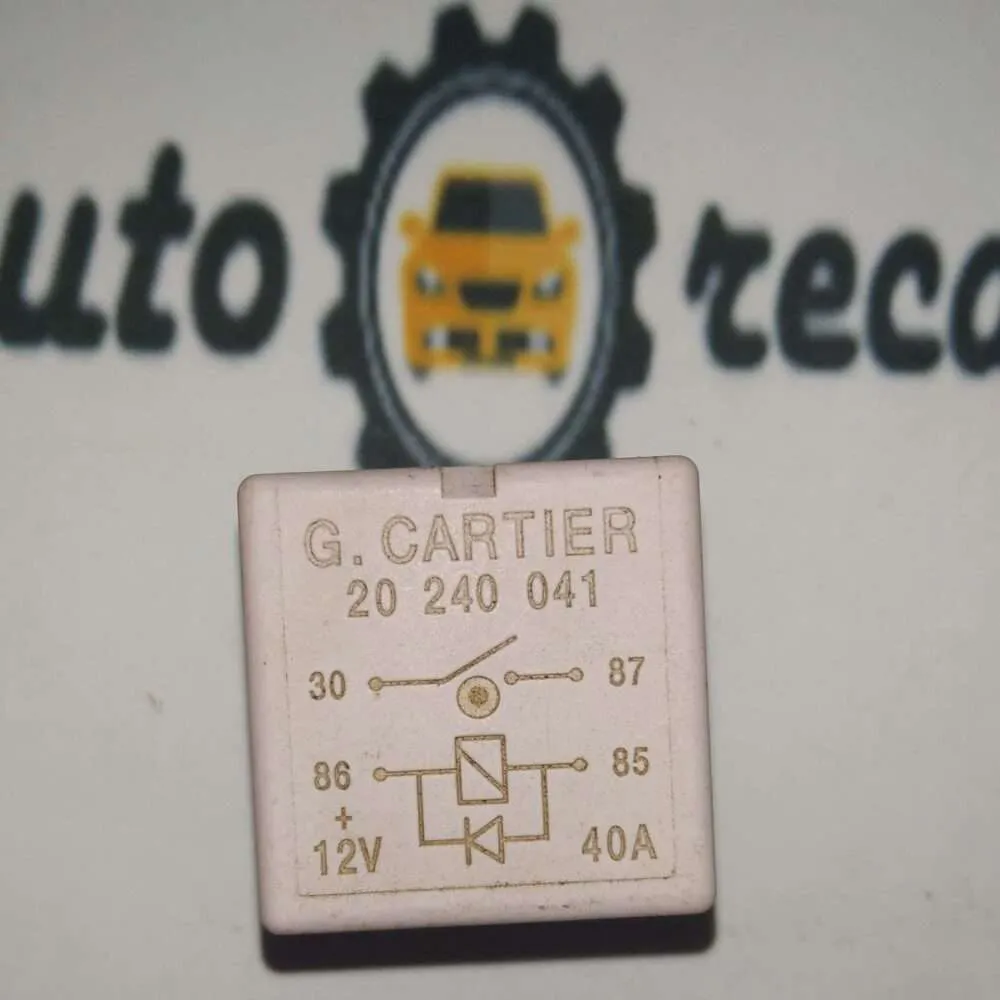 uto reca
G. CARTIER
20 240 041
30 87
86 85
+
12V 40A